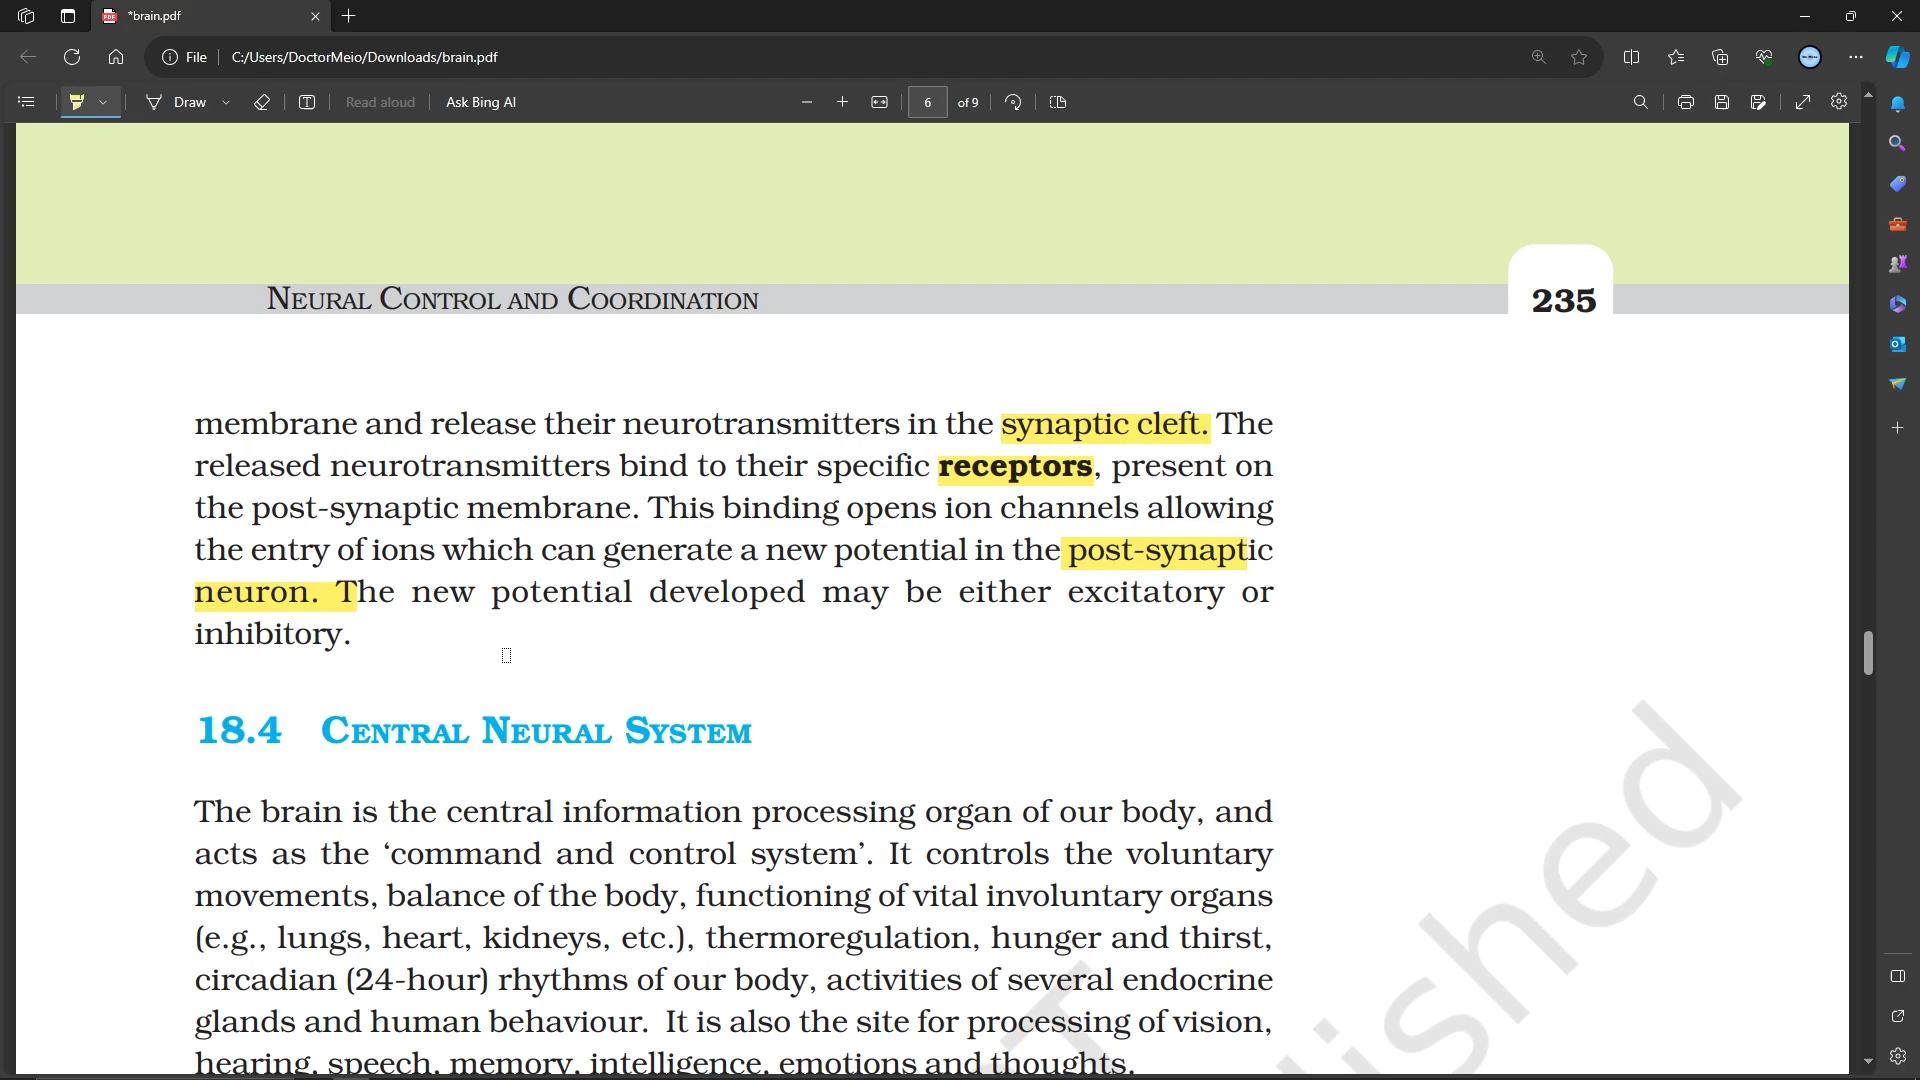 *brain.pdf
File
C:/Users/DoctorMeio/Downloads/brain.pdf
Draw
Read aloud
Ask Bing AI
6 of 9
NEURAL CONTROL AND COORDINATION
235
membrane and release their neurotransmitters in the synaptic cleft. The
released neurotransmitters bind to their specific receptors, present on
the post-synaptic membrane. This binding opens ion channels allowing
the entry of ions which can generate a new potential in the post-synaptic
neuron. The new potential developed may be either excitatory or
inhibitory.
18.4 CENTRAL NEURAL SYSTEM
The brain is the central information processing organ of our body, and
acts as the ‘command and control system’. It controls the voluntary
movements, balance of the body, functioning of vital involuntary organs
(e.g., lungs, heart, kidneys, etc.), thermoregulation, hunger and thirst,
circadian (24-hour) rhythms of our body, activities of several endocrine
glands and human behaviour. It is also the site for processing of vision,
hearing, speech, memory, intelligence, emotions and thoughts.
T
lished